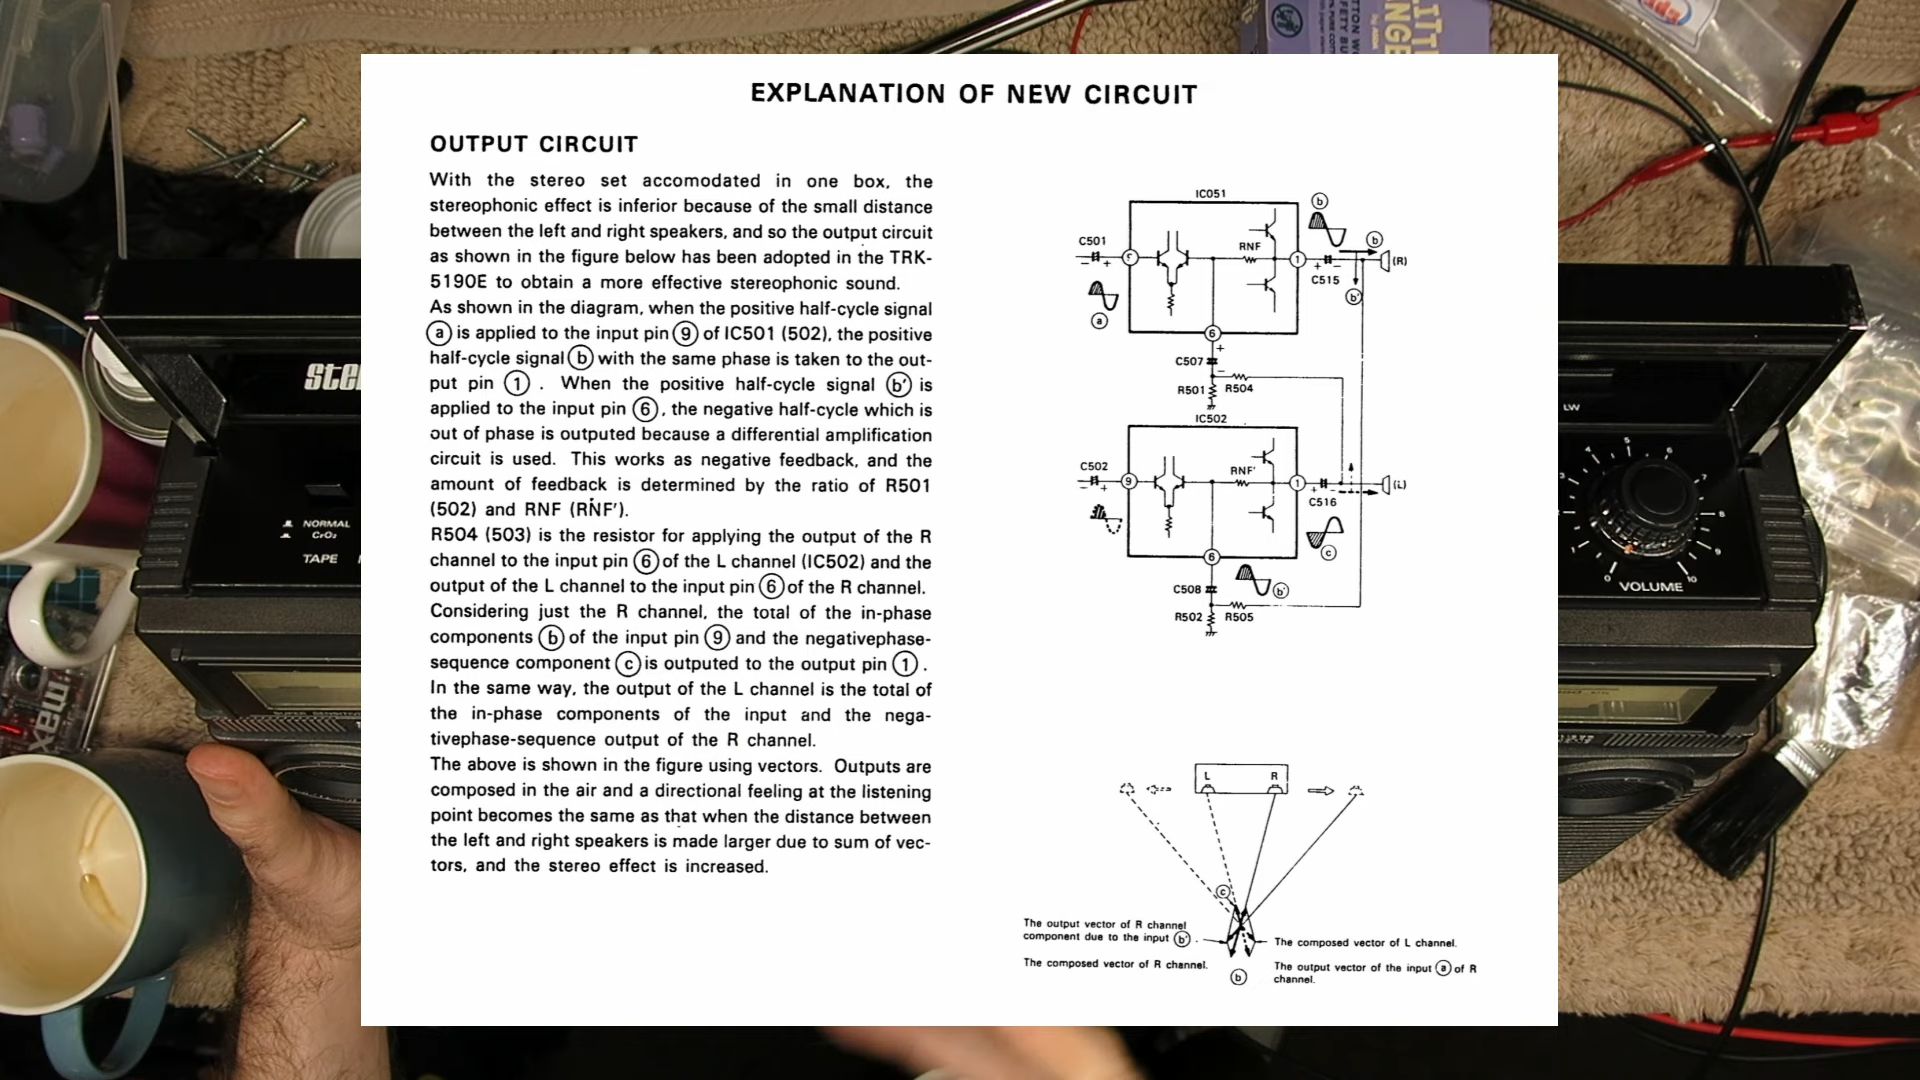 EXPLANATION OF NEW CIRCUIT
OUTPUT CIRCUIT
With the stereo set accomodated in one box, the
stereophonic effect is inferior because of the small distance
between the left and right speakers, and so the output circuit
as shown in the figure below has been adopted in the TRK-
5190E to obtain a more effective stereophonic sound.
As shown in the diagram, when the positive half-cycle signal
ⓐ is applied to the input pin ⑨ of IC501 (502), the positive
half-cycle signal ⓑ with the same phase is taken to the out-
put pin ①. When the positive half-cycle signal ⓑ' is
applied to the input pin ⑥, the negative half-cycle which is
out of phase is outputed because a differential amplification
circuit is used. This works as negative feedback, and the
amount of feedback is determined by the ratio of R501
(502) and RNF (RNF').
R504 (503) is the resistor for applying the output of the R
channel to the input pin ⑥ of the L channel (IC502) and the
output of the L channel to the input pin ⑥ of the R channel.
Considering just the R channel, the total of the in-phase
components ⓑ of the input pin ⑨ and the negativephase-
sequence component ⓒ is outputed to the output pin ①.
In the same way, the output of the L channel is the total of
the in-phase components of the input and the nega-
tivephase-sequence output of the R channel.
The above is shown in the figure using vectors. Outputs are
composed in the air and a directional feeling at the listening
point becomes the same as that when the distance between
the left and right speakers is made larger due to sum of vec-
tors, and the stereo effect is increased.
IC051
ⓑ
C501
RNF
①
ⓑ
(R)
C515
ⓑ'
ⓐ
⑥
C507
R501 R504
IC502
C502
⑨
RNF'
①
(L)
C516
ⓒ
⑥
C508
ⓑ'
R502 R505
L R
ⓒ
The output vector of R channel
component due to the input ⓑ'.
The composed vector of R channel.
ⓑ
The composed vector of L channel.
The output vector of the input ⓐ of R
channel.
Ste
NORMAL
CrO₂
TAPE
LW
4 5 6 7 8 9 10
0
VOLUME
max